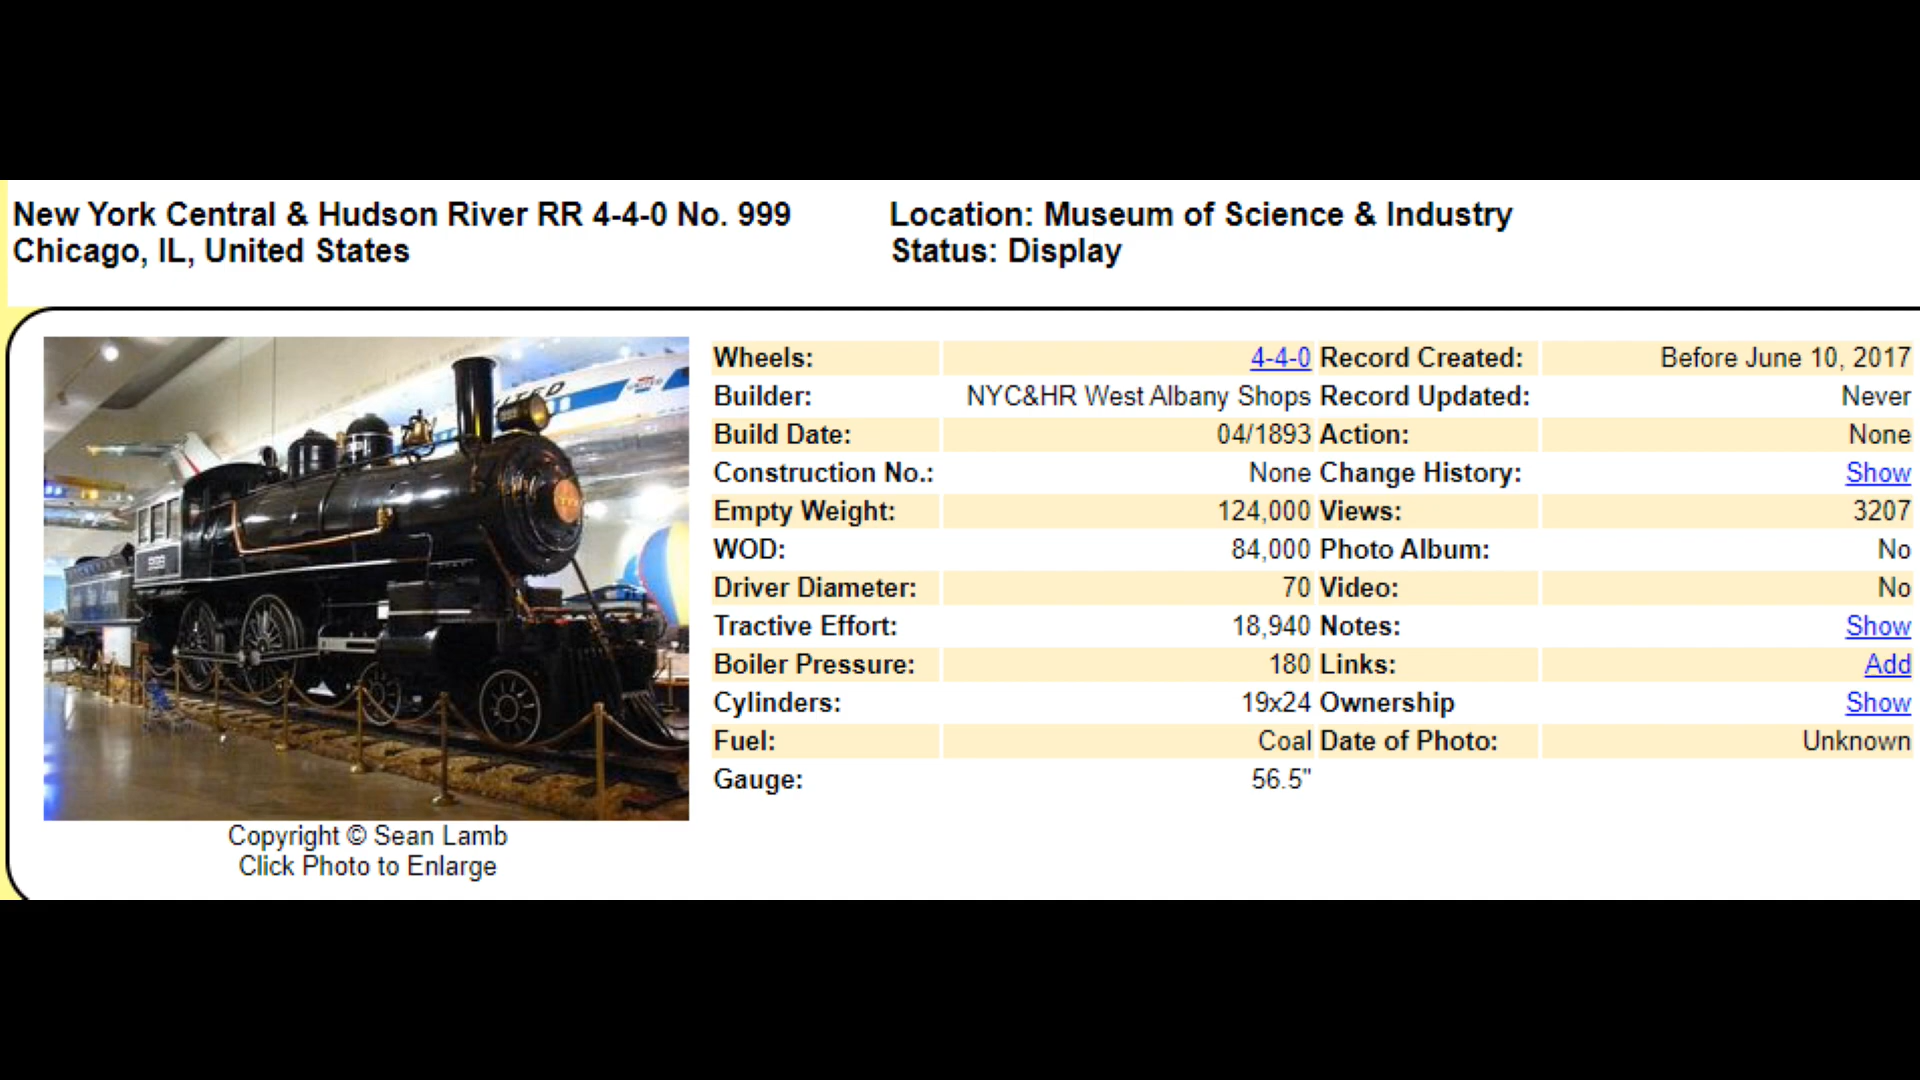 New York Central & Hudson River RR 4-4-0 No. 999
Chicago, IL, United States
Location: Museum of Science & Industry
Status: Display
999
Copyright © Sean Lamb
Click Photo to Enlarge
Wheels: 4-4-0 Record Created: Before June 10, 2017
Builder: NYC&HR West Albany Shops Record Updated: Never
Build Date: 04/1893 Action: None
Construction No.: None Change History: Show
Empty Weight: 124,000 Views: 3207
WOD: 84,000 Photo Album: No
Driver Diameter: 70 Video: No
Tractive Effort: 18,940 Notes: Show
Boiler Pressure: 180 Links: Add
Cylinders: 19x24 Ownership Show
Fuel: Coal Date of Photo: Unknown
Gauge: 56.5"